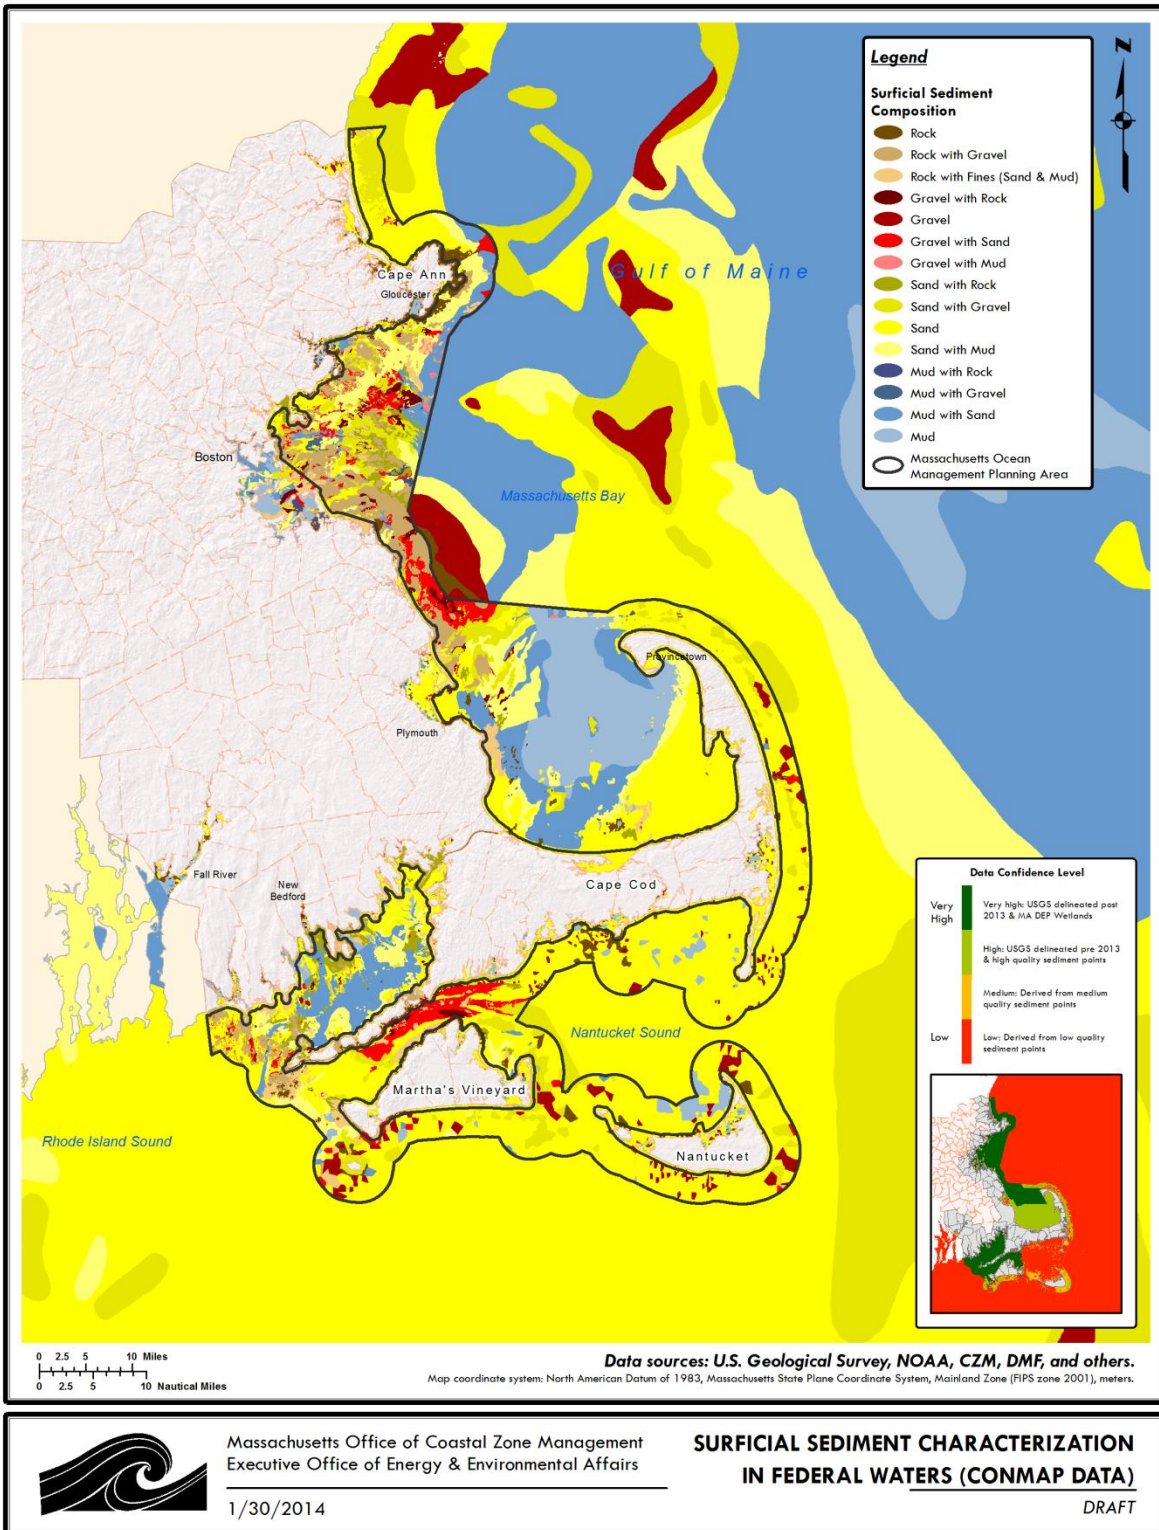 Legend
Surficial Sediment
Composition
Rock
Rock with Gravel
Rock with Fines (Sand & Mud)
Gravel with Rock
Gravel
Gravel with Sand
Gravel with Mud
Sand with Rock
Sand with Gravel
Sand
Sand with Mud
Mud with Rock
Mud with Gravel
Mud with Sand
Mud
Massachusetts Ocean
Management Planning Area
N
Cape Ann
Gloucester
Gulf of Maine
Boston
Massachusetts Bay
Provincetown
Plymouth
Fall River
New
Bedford
Cape Cod
Nantucket Sound
Martha's Vineyard
Nantucket
Rhode Island Sound
Data Confidence Level
Very
High
Very high: USGS delineated post
2013 & MA DEP Wetlands
High: USGS delineated pre 2013
& high quality sediment points
Medium: Derived from medium
quality sediment points
Low
Low: Derived from low quality
sediment points
0 2.5 5 10 Miles
0 2.5 5 10 Nautical Miles
Data sources: U.S. Geological Survey, NOAA, CZM, DMF, and others.
Map coordinate system: North American Datum of 1983, Massachusetts State Plane Coordinate System, Mainland Zone (FIPS zone 2001), meters.
Massachusetts Office of Coastal Zone Management
Executive Office of Energy & Environmental Affairs
1/30/2014
SURFICIAL SEDIMENT CHARACTERIZATION
IN FEDERAL WATERS (CONMAP DATA)
DRAFT